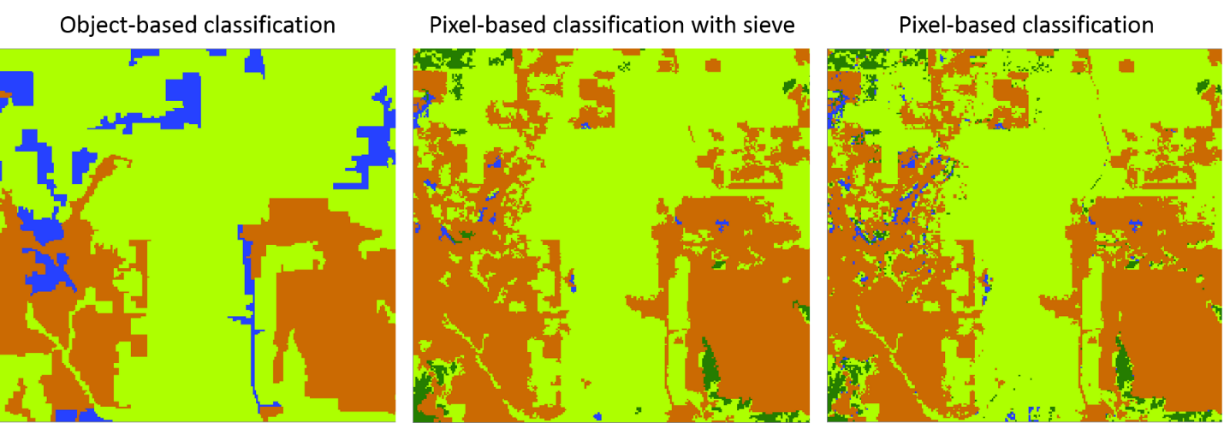 Object-based classification
Pixel-based classification with sieve
Pixel-based classification